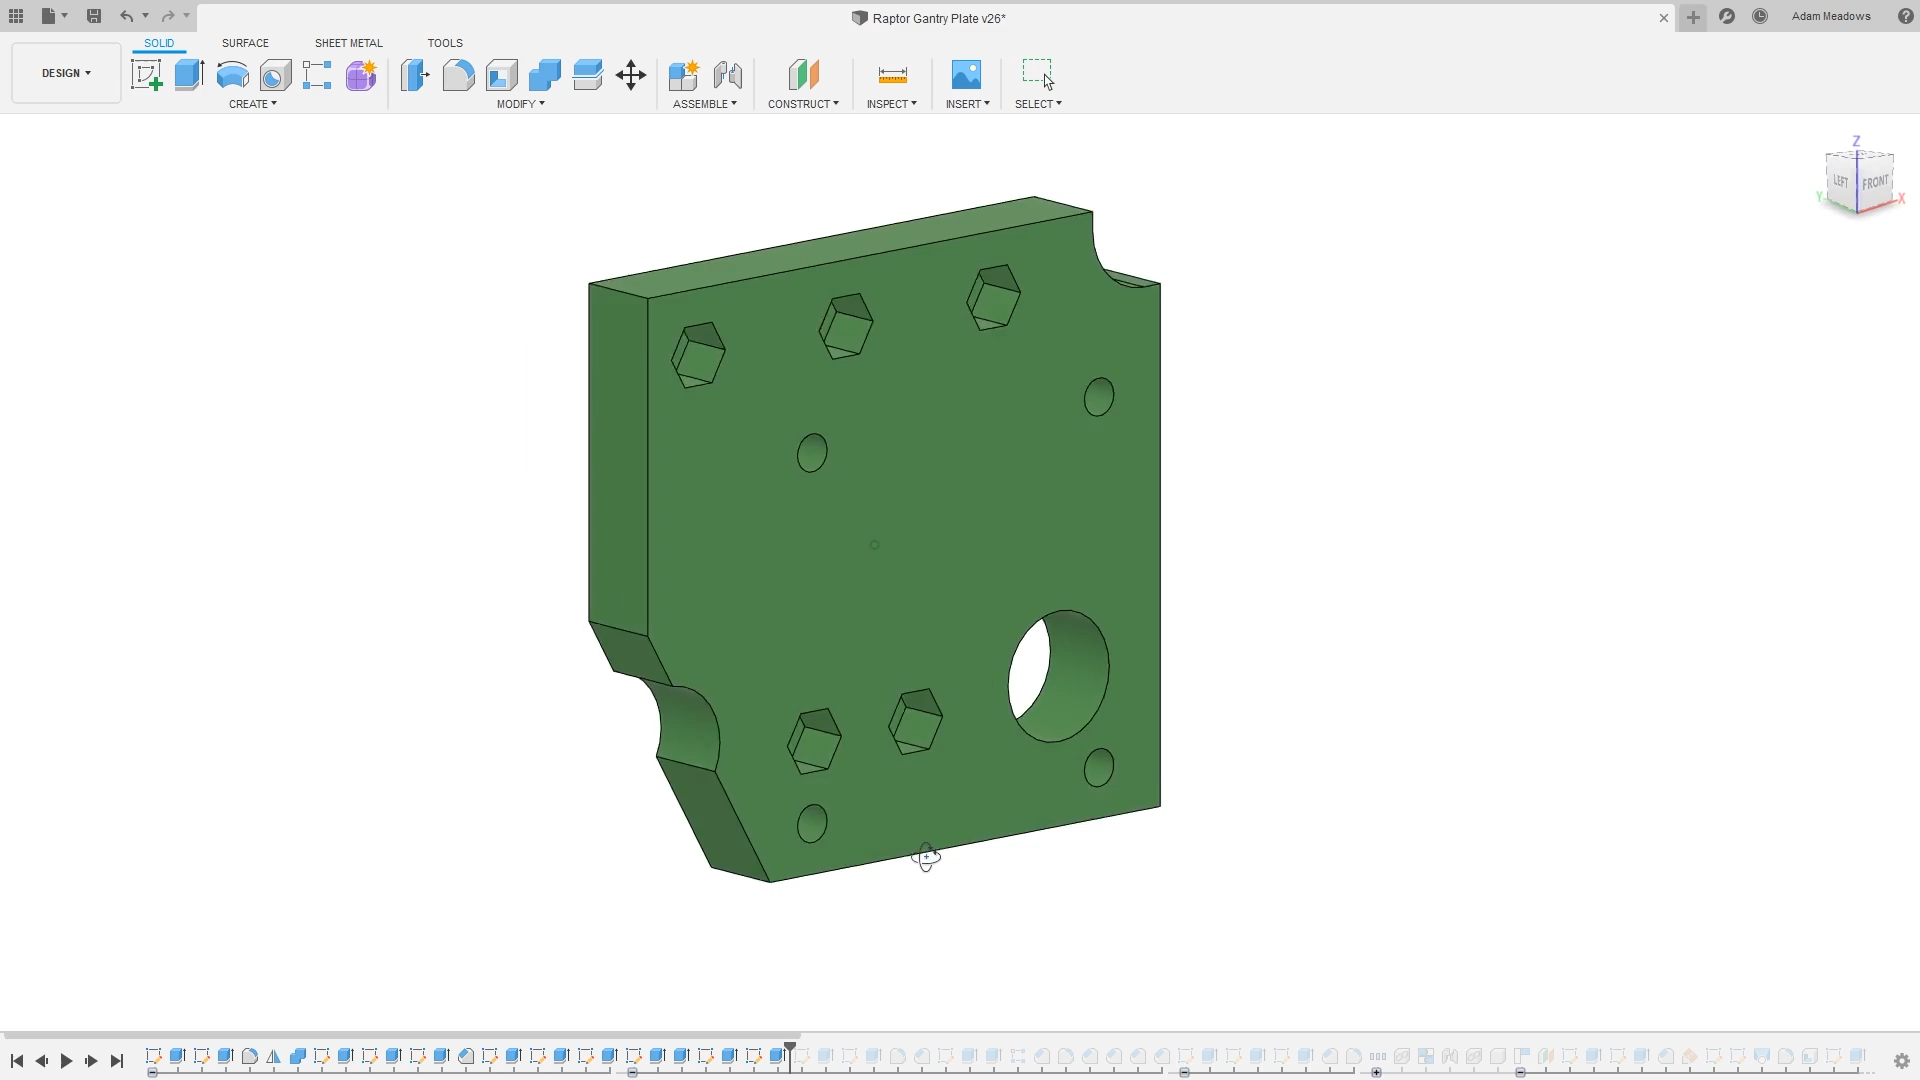 Raptor Gantry Plate v26*
Adam Meadows
SOLID
SURFACE
SHEET METAL
TOOLS
DESIGN
CREATE
MODIFY
ASSEMBLE
CONSTRUCT
INSPECT
INSERT
SELECT
Z
LEFT
FRONT
Y
X